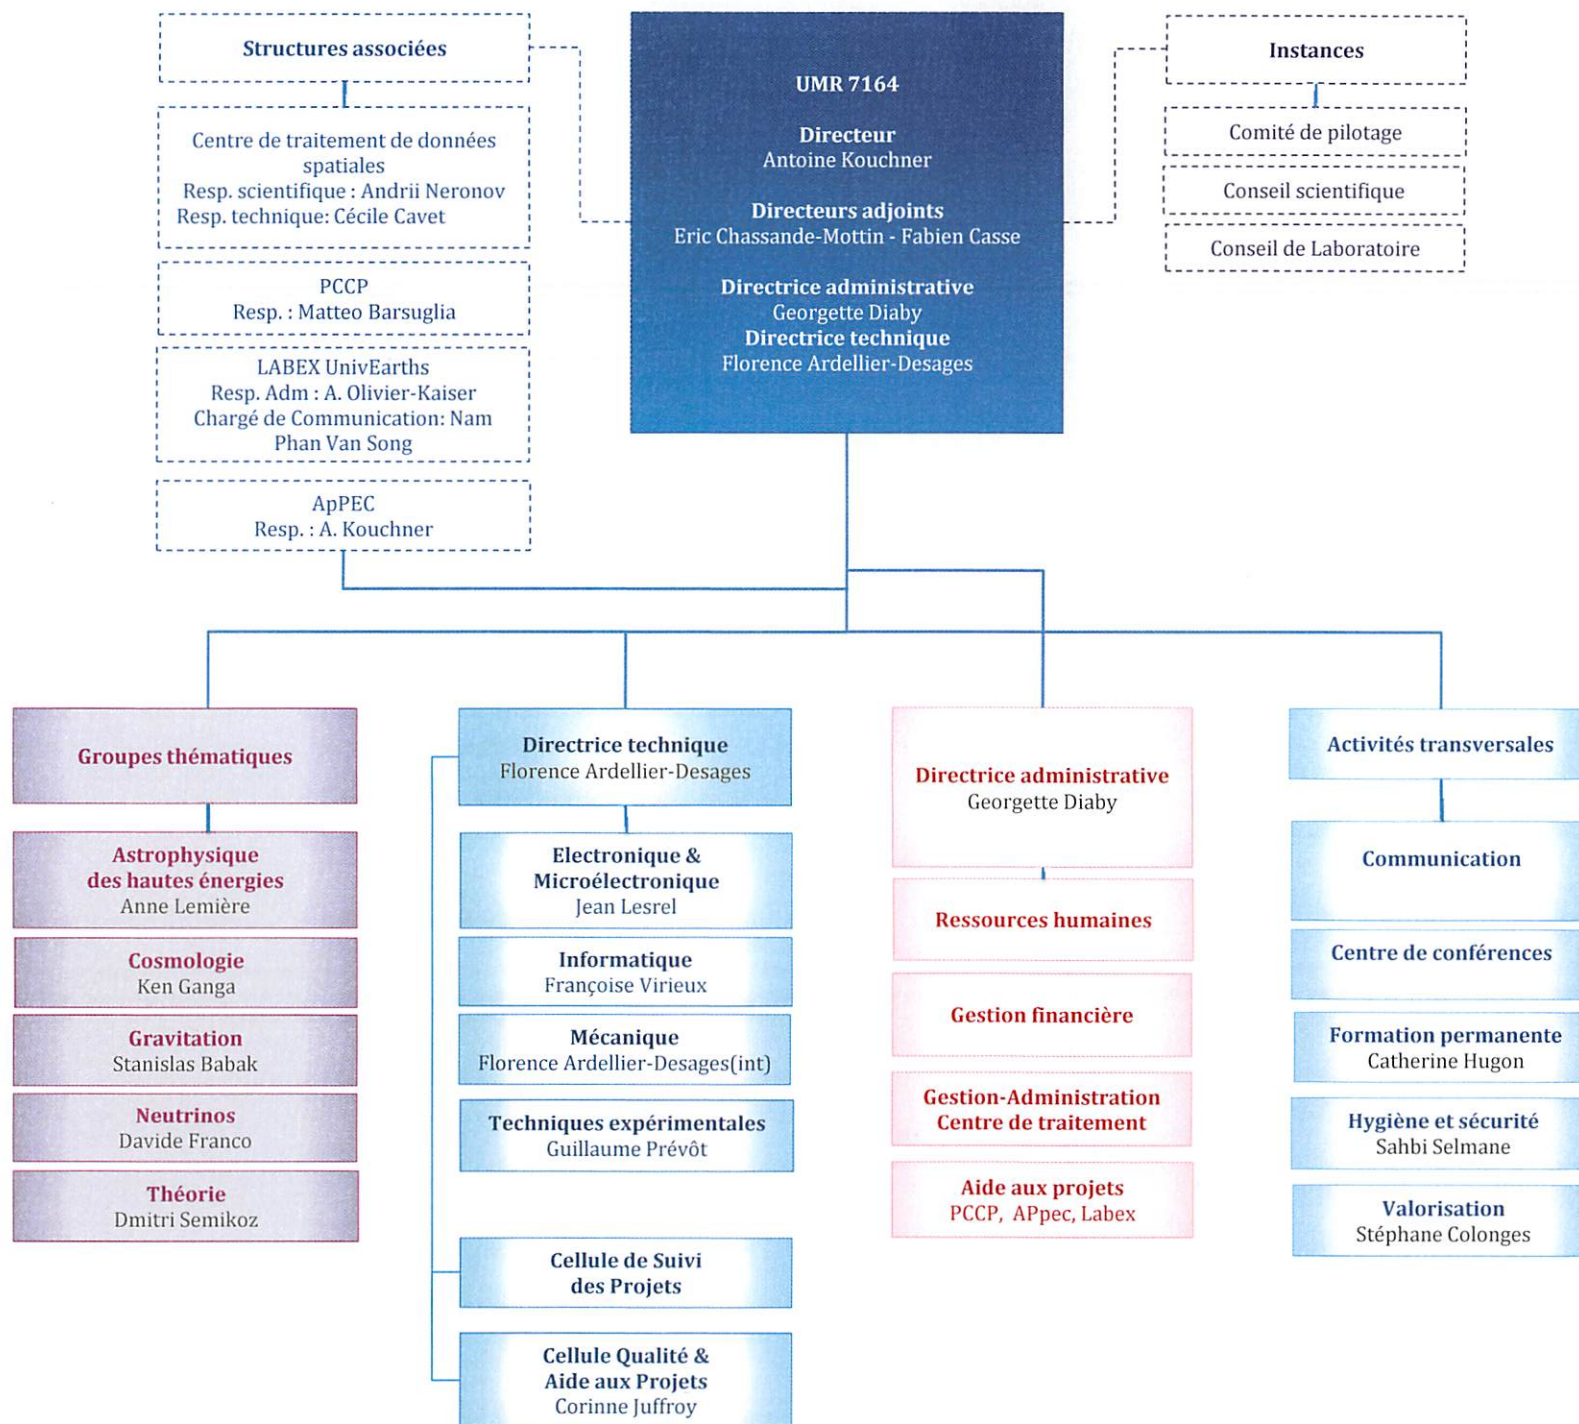 Structures associées
Centre de traitement de données
spatiales
Resp. scientifique : Andrii Neronov
Resp. technique: Cécile Cavet
PCCP
Resp. : Matteo Barsuglia
LABEX UnivEarths
Resp. Adm : A. Olivier-Kaiser
Chargé de Communication: Nam
Phan Van Song
ApPEC
Resp. : A. Kouchner
UMR 7164
Directeur
Antoine Kouchner
Directeurs adjoints
Eric Chassande-Mottin - Fabien Casse
Directrice administrative
Georgette Diaby
Directrice technique
Florence Ardellier-Desages
Instances
Comité de pilotage
Conseil scientifique
Conseil de Laboratoire
Groupes thématiques
Astrophysique
des hautes énergies
Anne Lemière
Cosmologie
Ken Ganga
Gravitation
Stanislas Babak
Neutrinos
Davide Franco
Théorie
Dmitri Semikoz
Directrice technique
Florence Ardellier-Desages
Electronique &
Microélectronique
Jean Lesrel
Informatique
Françoise Virieux
Mécanique
Florence Ardellier-Desages(int)
Techniques expérimentales
Guillaume Prévôt
Cellule de Suivi
des Projets
Cellule Qualité &
Aide aux Projets
Corinne Juffroy
Directrice administrative
Georgette Diaby
Ressources humaines
Gestion financière
Gestion-Administration
Centre de traitement
Aide aux projets
PCCP, APpec, Labex
Activités transversales
Communication
Centre de conférences
Formation permanente
Catherine Hugon
Hygiène et sécurité
Sahbi Selmane
Valorisation
Stéphane Colonges